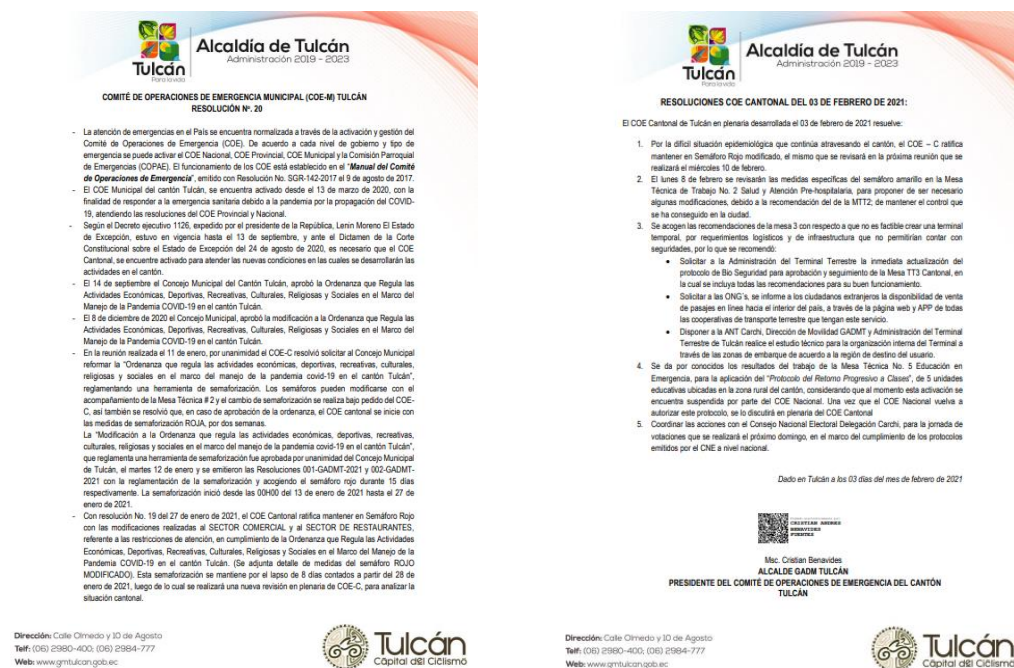 Tulcán
Para la vida
Alcaldía de Tulcán
Administración 2019 - 2023
COMITÉ DE OPERACIONES DE EMERGENCIA MUNICIPAL (COE-M) TULCÁN
RESOLUCIÓN Nº. 20
- La atención de emergencias en el País se encuentra normalizada a través de la activación y gestión del
Comité de Operaciones de Emergencia (COE). De acuerdo a cada nivel de gobierno y tipo de
emergencia se puede activar el COE Nacional, COE Provincial, COE Municipal y la Comisión Parroquial
de Emergencias (COPAE). El funcionamiento de los COE está establecido en el "Manual del Comité
de Operaciones de Emergencia", emitido con Resolución No. SGR-142-2017 el 9 de agosto de 2017.
- El COE Municipal del cantón Tulcán, se encuentra activado desde el 13 de marzo de 2020, con la
finalidad de responder a la emergencia sanitaria debido a la pandemia por la propagación del COVID-
19, atendiendo las resoluciones del COE Provincial y Nacional.
- Según el Decreto ejecutivo 1126, expedido por el presidente de la República, Lenin Moreno El Estado
de Excepción, estuvo en vigencia hasta el 13 de septiembre, y ante el Dictamen de la Corte
Constitucional sobre el Estado de Excepción del 24 de agosto de 2020, es necesario que el COE
Cantonal, se encuentre activado para atender las nuevas condiciones en las cuales se desarrollarán las
actividades en el cantón.
- El 14 de septiembre el Concejo Municipal del Cantón Tulcán, aprobó la Ordenanza que Regula las
Actividades Económicas, Deportivas, Recreativas, Culturales, Religiosas y Sociales en el Marco del
Manejo de la Pandemia COVID-19 en el cantón Tulcán.
- El 8 de diciembre de 2020 el Concejo Municipal, aprobó la modificación a la Ordenanza que Regula las
Actividades Económicas, Deportivas, Recreativas, Culturales, Religiosas y Sociales en el Marco del
Manejo de la Pandemia COVID-19 en el cantón Tulcán.
- En la reunión realizada el 11 de enero, por unanimidad el COE-C resolvió solicitar al Concejo Municipal
reformar la "Ordenanza que regula las actividades económicas, deportivas, recreativas, culturales,
religiosas y sociales en el marco del manejo de la pandemia covid-19 en el cantón Tulcán",
reglamentando una herramienta de semaforización. Los semáforos pueden modificarse con el
acompañamiento de la Mesa Técnica # 2 y el cambio de semaforización se realiza bajo pedido del COE-
C, así también se resolvió que, en caso de aprobación de la ordenanza, el COE cantonal se inicie con
las medidas de semaforización ROJA, por dos semanas.
La "Modificación a la Ordenanza que regula las actividades económicas, deportivas, recreativas,
culturales, religiosas y sociales en el marco del manejo de la pandemia covid-19 en el cantón Tulcán",
que reglamenta una herramienta de semaforización fue aprobada por unanimidad del Concejo Municipal
de Tulcán, el martes 12 de enero y se emitieron las Resoluciones 001-GADMT-2021 y 002-GADMT-
2021 con la reglamentación de la semaforización y acogiendo el semáforo rojo durante 15 días
respectivamente. La semaforización inició desde las 00H00 del 13 de enero de 2021 hasta el 27 de
enero de 2021.
- Con resolución No. 19 del 27 de enero de 2021, el COE Cantonal ratifica mantener en Semáforo Rojo
con las modificaciones realizadas al SECTOR COMERCIAL y al SECTOR DE RESTAURANTES,
referente a las restricciones de atención, en cumplimiento de la Ordenanza que Regula las Actividades
Económicas, Deportivas, Recreativas, Culturales, Religiosas y Sociales en el Marco del Manejo de la
Pandemia COVID-19 en el cantón Tulcán. (Se adjunta detalle de medidas del semáforo ROJO
MODIFICADO). Esta semaforización se mantiene por el lapso de 8 días contados a partir del 28 de
enero de 2021, luego de lo cual se realizará una nueva revisión en plenaria de COE-C, para analizar la
situación cantonal.
Dirección: Calle Olmedo y 10 de Agosto
Telf: (06) 2980-400; (06) 2984-777
Web: www.gmtulcan.gob.ec
Tulcán
Cápital del Ciclismo
Tulcán
Para la vida
Alcaldía de Tulcán
Administración 2019 - 2023
RESOLUCIONES COE CANTONAL DEL 03 DE FEBRERO DE 2021:
El COE Cantonal de Tulcán en plenaria desarrollada el 03 de febrero de 2021 resuelve:
1. Por la difícil situación epidemiológica que continúa atravesando el cantón, el COE – C ratifica
mantener en Semáforo Rojo modificado, el mismo que se revisará en la próxima reunión que se
realizará el miércoles 10 de febrero.
2. El lunes 8 de febrero se revisarán las medidas específicas del semáforo amarillo en la Mesa
Técnica de Trabajo No. 2 Salud y Atención Pre-hospitalaria, para proponer de ser necesario
algunas modificaciones, debido a la recomendación del de la MTT2; de mantener el control que
se ha conseguido en la ciudad.
3. Se acogen las recomendaciones de la mesa 3 con respecto a que no es factible crear una terminal
temporal, por requerimientos logísticos y de infraestructura que no permitirían contar con
seguridades, por lo que se recomendó:
• Solicitar a la Administración del Terminal Terrestre la inmediata actualización del
protocolo de Bio Seguridad para aprobación y seguimiento de la Mesa TT3 Cantonal, en
la cual se incluya todas las recomendaciones para su buen funcionamiento.
• Solicitar a las ONG´s, se informe a los ciudadanos extranjeros la disponibilidad de venta
de pasajes en línea hacia el interior del país, a través de la página web y APP de todas
las cooperativas de transporte terrestre que tengan este servicio.
• Disponer a la ANT Carchi, Dirección de Movilidad GADMT y Administración del Terminal
Terrestre de Tulcán realice el estudio técnico para la organización interna del Terminal a
través de las zonas de embarque de acuerdo a la región de destino del usuario.
4. Se da por conocidos los resultados del trabajo de la Mesa Técnica No. 5 Educación en
Emergencia, para la aplicación del "Protocolo del Retorno Progresivo a Clases", de 5 unidades
educativas ubicadas en la zona rural del cantón, considerando que al momento esta activación se
encuentra suspendida por parte del COE Nacional. Una vez que el COE Nacional vuelva a
autorizar este protocolo, se lo discutirá en plenaria del COE Cantonal
5. Coordinar las acciones con el Consejo Nacional Electoral Delegación Carchi, para la jornada de
votaciones que se realizará el próximo domingo, en el marco del cumplimiento de los protocolos
emitidos por el CNE a nivel nacional.
Dado en Tulcán a los 03 días del mes de febrero de 2021
CRISTIAN ANDRES
BENAVIDES
FUENTES
Msc. Cristian Benavides
ALCALDE GADM TULCÁN
PRESIDENTE DEL COMITÉ DE OPERACIONES DE EMERGENCIA DEL CANTÓN
TULCÁN
Dirección: Calle Olmedo y 10 de Agosto
Telf: (06) 2980-400; (06) 2984-777
Web: www.gmtulcan.gob.ec
Tulcán
Cápital del Ciclismo